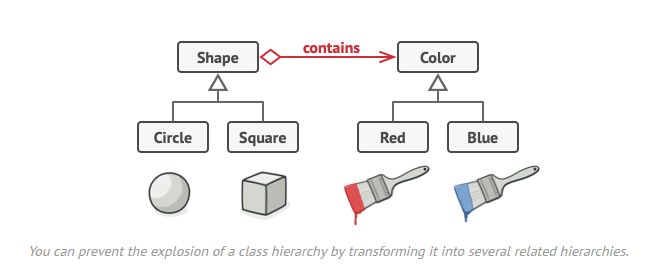 contains
Shape
Color
Circle
Square
Red
Blue
You can prevent the explosion of a class hierarchy by transforming it into several related hierarchies.